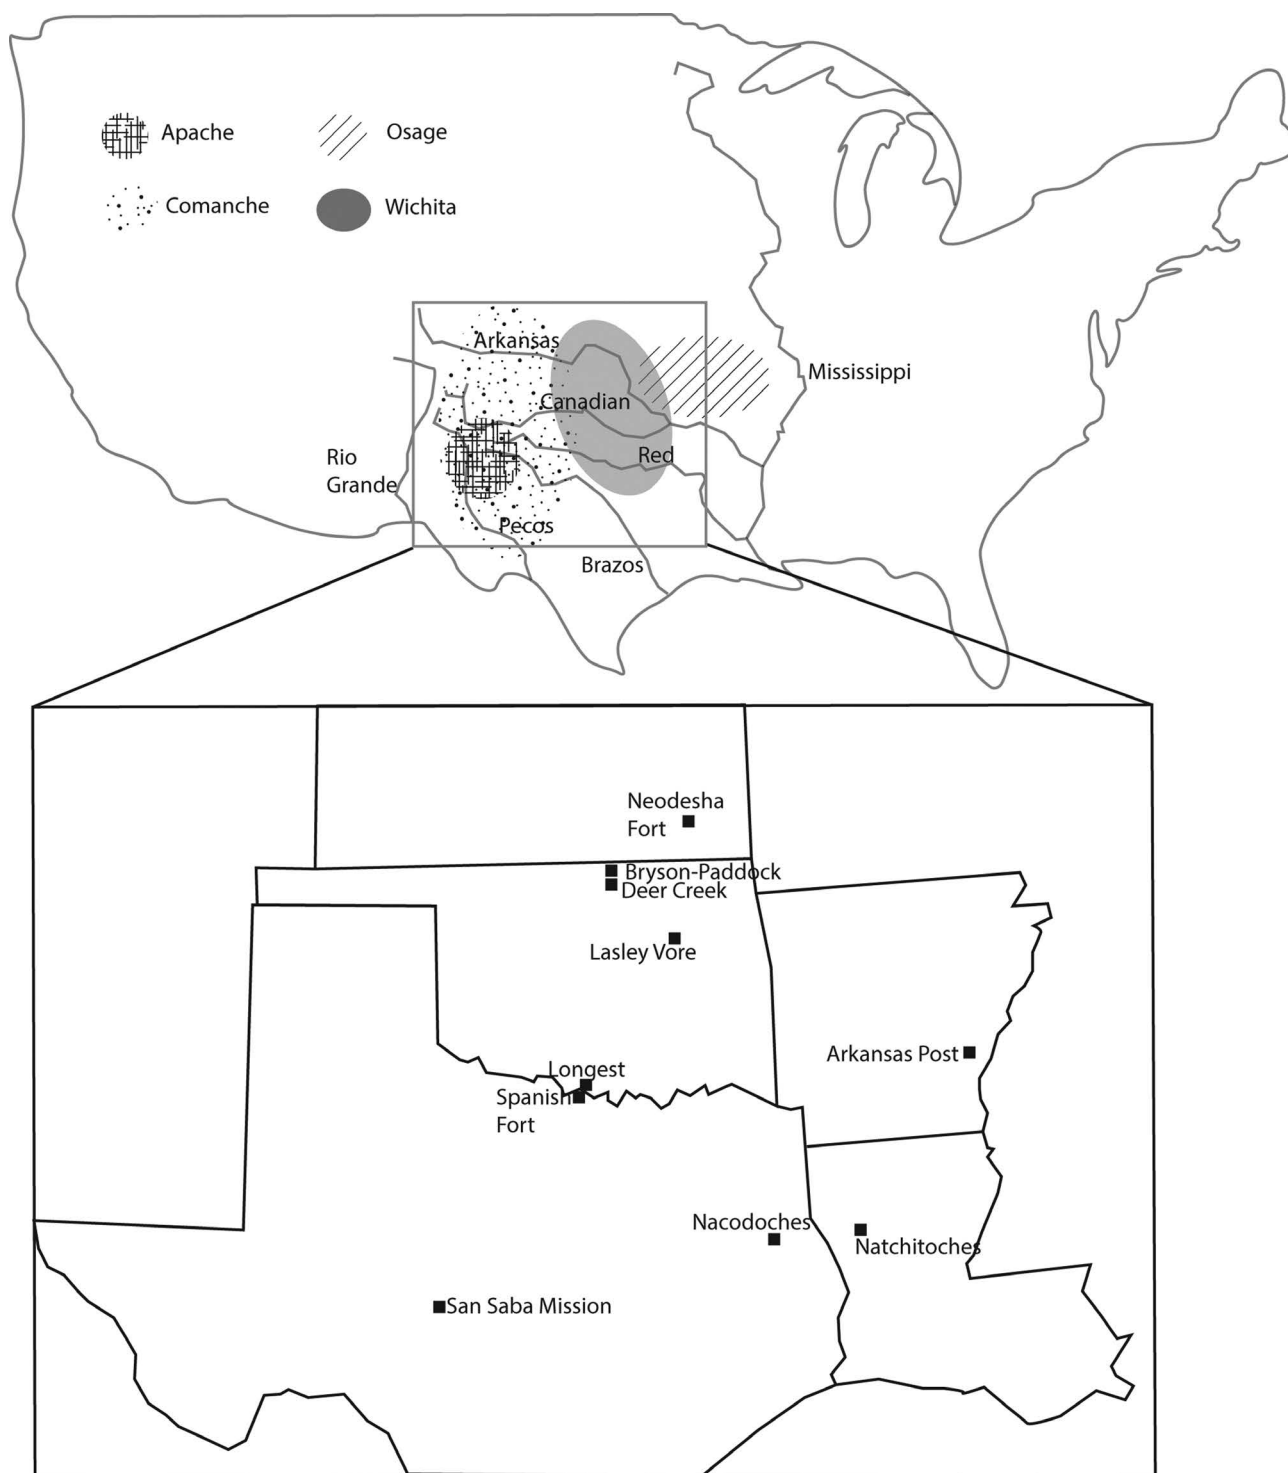 Apache
Osage
Comanche
Wichita
Arkansas
Mississippi
Canadian
Rio
Grande
Red
Pecos
Brazos
Neodesha
Fort
Bryson-Paddock
Deer Creek
Lasley Vore
Arkansas Post
Longest
Spanish
Fort
Nacodoches
Natchitoches
San Saba Mission